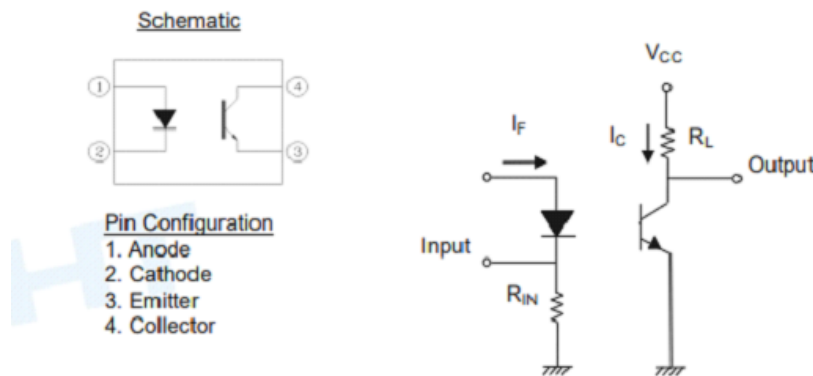 Schematic
1
4
2
3
Pin Configuration
1. Anode
2. Cathode
3. Emitter
4. Collector
VCC
IF
IC
RL
Output
Input
RIN